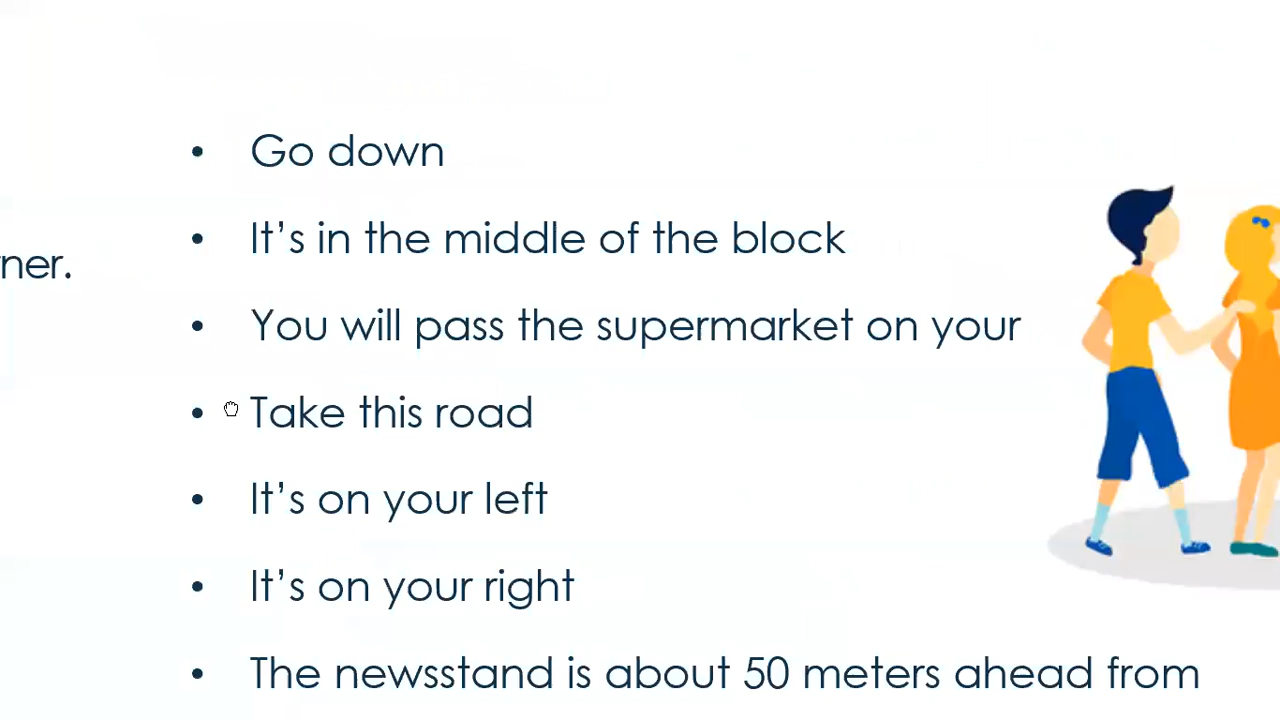 • Go down
• It's in the middle of the block
rner.
• You will pass the supermarket on your
• Take this road
• It's on your left
• It's on your right
• The newsstand is about 50 meters ahead from